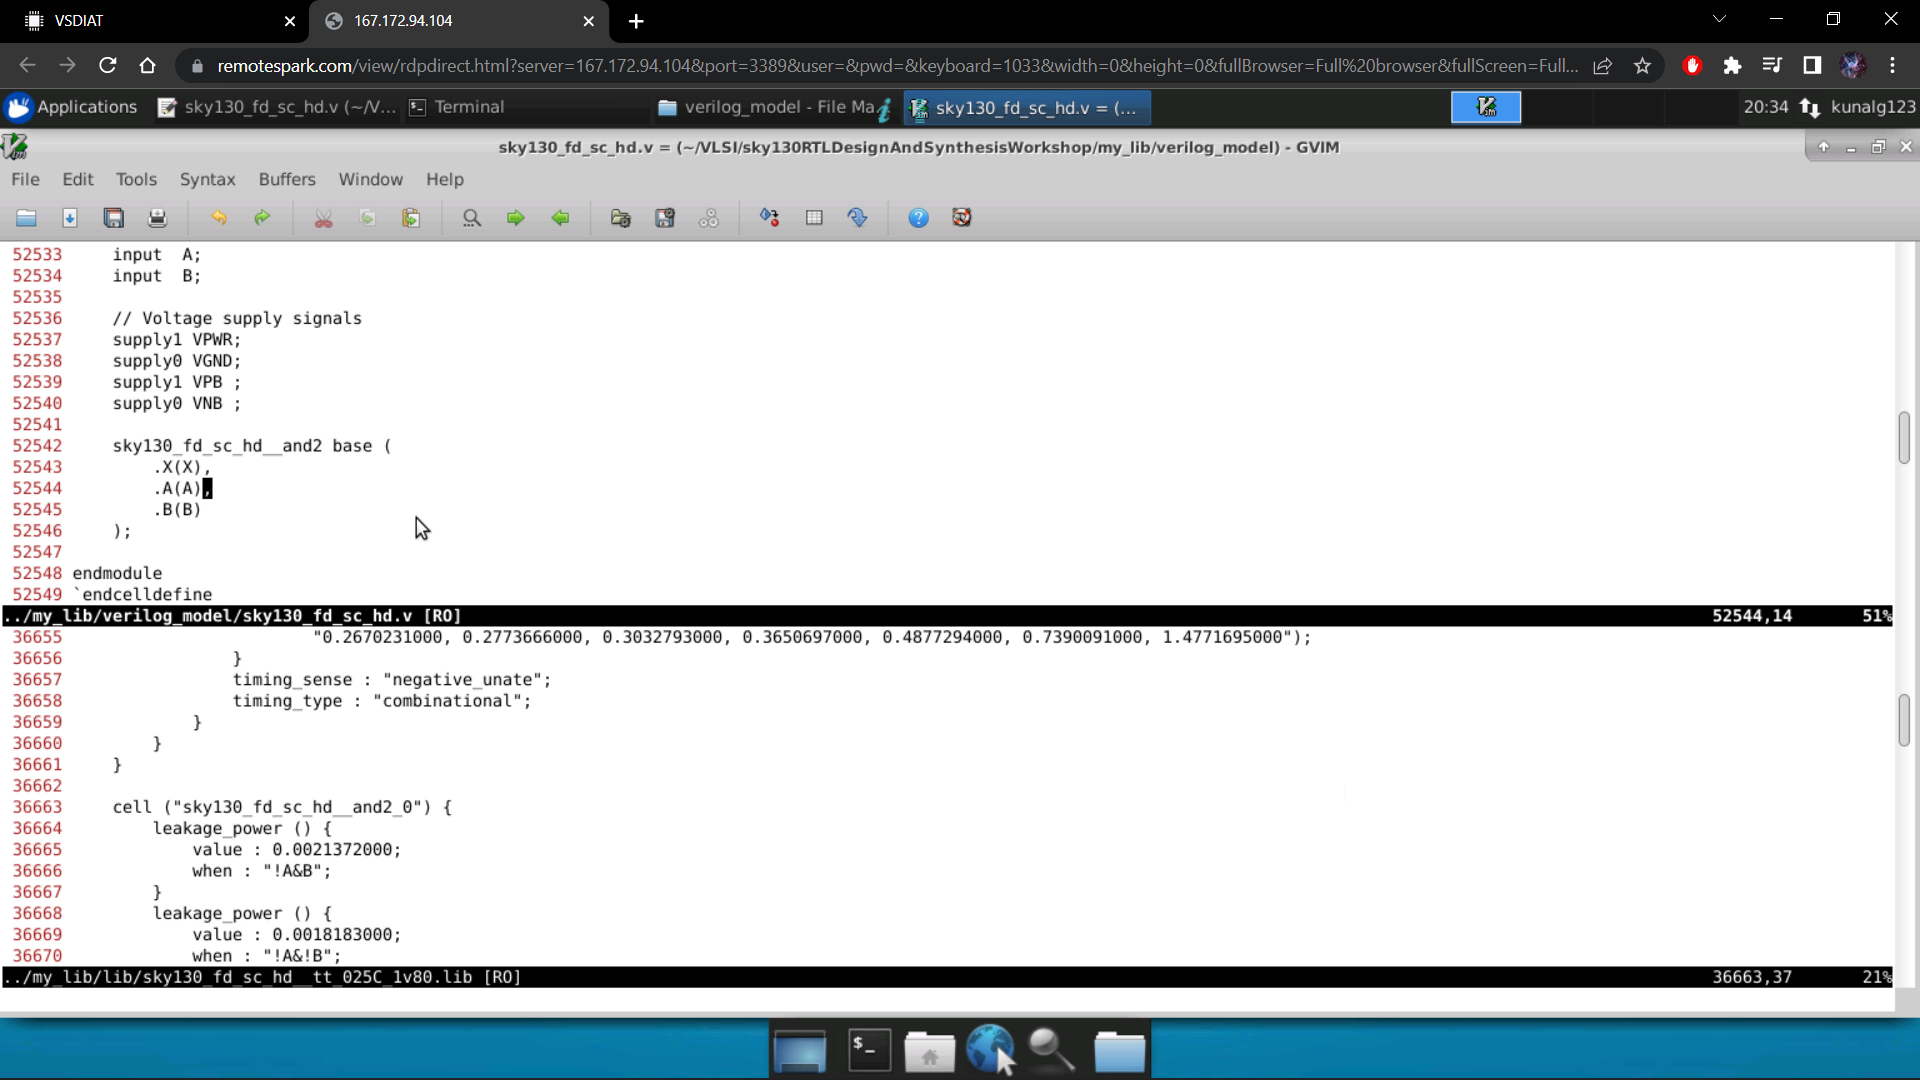 VSDIAT
167.172.94.104
remotespark.com/view/rdpdirect.html?server=167.172.94.104&port=3389&user=&pwd=&keyboard=1033&width=0&height=0&fullBrowser=Full%20browser&fullScreen=Full...
Applications sky130_fd_sc_hd.v (~/V... Terminal verilog_model - File Ma sky130_fd_sc_hd.v = (... 20:34 kunalg123
sky130_fd_sc_hd.v = (~/VLSI/sky130RTLDesignAndSynthesisWorkshop/my_lib/verilog_model) - GVIM
File Edit Tools Syntax Buffers Window Help
52533     input  A;
52534     input  B;
52535
52536     // Voltage supply signals
52537     supply1 VPWR;
52538     supply0 VGND;
52539     supply1 VPB ;
52540     supply0 VNB ;
52541
52542     sky130_fd_sc_hd__and2 base (
52543         .X(X),
52544         .A(A),
52545         .B(B)
52546     );
52547
52548 endmodule
52549 `endcelldefine
../my_lib/verilog_model/sky130_fd_sc_hd.v [RO] 52544,14 51%
36655                         "0.2670231000, 0.2773666000, 0.3032793000, 0.3650697000, 0.4877294000, 0.7390091000, 1.4771695000");
36656                 }
36657                 timing_sense : "negative_unate";
36658                 timing_type : "combinational";
36659             }
36660         }
36661     }
36662
36663     cell ("sky130_fd_sc_hd__and2_0") {
36664         leakage_power () {
36665             value : 0.0021372000;
36666             when : "!A&B";
36667         }
36668         leakage_power () {
36669             value : 0.0018183000;
36670             when : "!A&!B";
../my_lib/lib/sky130_fd_sc_hd__tt_025C_1v80.lib [RO] 36663,37 21%